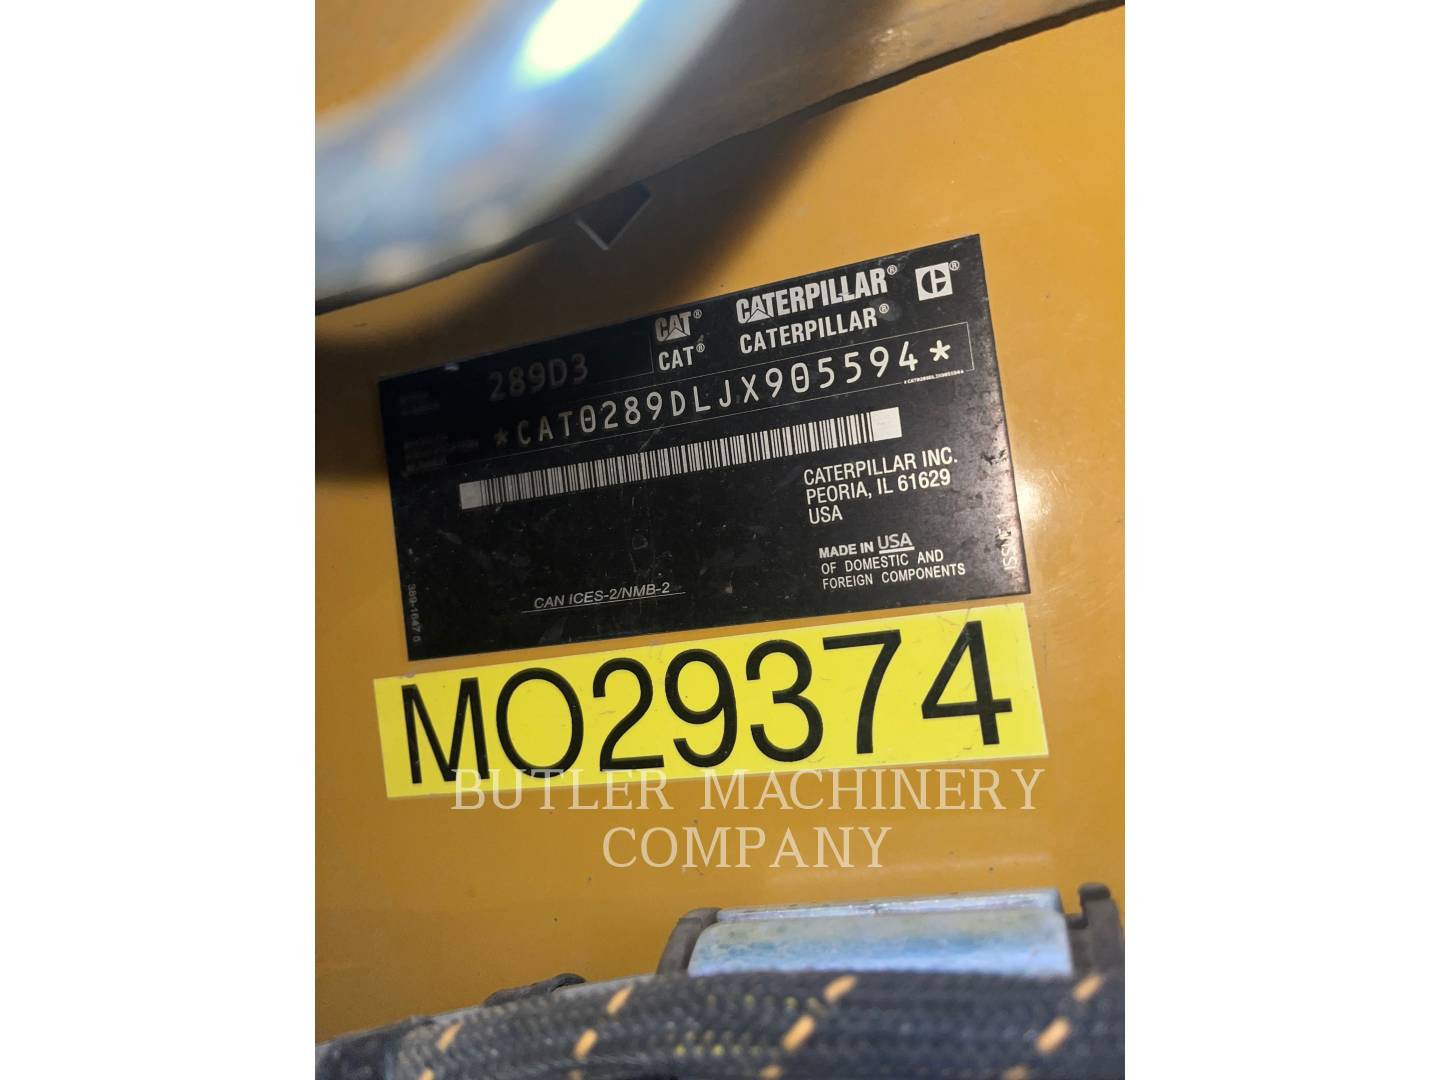 CAT® CATERPILLAR® C®
289D3 CAT® CATERPILLAR®
*CAT0289DLJX905594*
CATERPILLAR INC.
PEORIA, IL 61629
USA
MADE IN USA
OF DOMESTIC AND
FOREIGN COMPONENTS
CAN ICES-2/NMB-2
MO29374
BUTLER MACHINERY
COMPANY